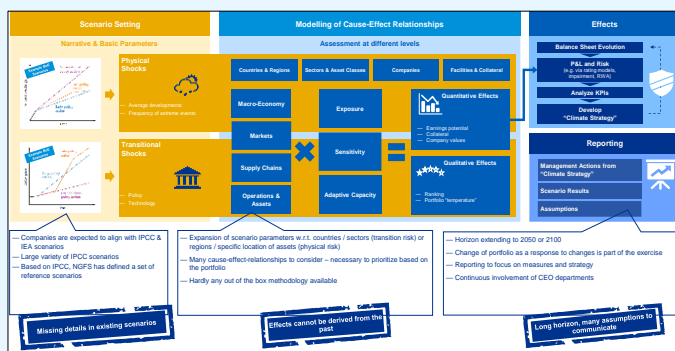 Scenario Setting
Narrative & Basic Parameters
Physical
Shocks
— Average developments
— Frequency of extreme events
Transitional
Shocks
— Policy
— Technology
Modelling of Cause-Effect Relationships
Assessment at different levels
Countries & Regions
Sectors & Asset Classes
Companies
Facilities & Collateral
Macro-Economy
Markets
Supply Chains
Operations &
Assets
Exposure
Sensitivity
Adaptive Capacity
Quantitative Effects
— Earnings potential
— Collateral
— Company values
Qualitative Effects
— Ranking
— Portfolio "temperature"
Effects
Balance Sheet Evolution
P&L and Risk
(e.g. via rating models,
impairment, RWA)
Analyze KPIs
Develop
"Climate Strategy"
Reporting
Management Actions from
"Climate Strategy"
Scenario Results
Assumptions
— Companies are expected to align with IPCC &
IEA scenarios
— Large variety of IPCC scenarios
— Based on IPCC, NGFS has defined a set of
reference scenarios
Missing details in existing scenarios
— Expansion of scenario parameters w.r.t. countries / sectors (transition risk) or
regions / specific location of assets (physical risk)
— Many cause-effect-relationships to consider – necessary to prioritize based on
the portfolio
— Hardly any out of the box methodology available
Effects cannot be derived from the
past
— Horizon extending to 2050 or 2100
— Change of portfolio as a response to changes is part of the exercise
— Reporting to focus on measures and strategy
— Continuous involvement of CEO departments
Long horizon, many assumptions to
communicate